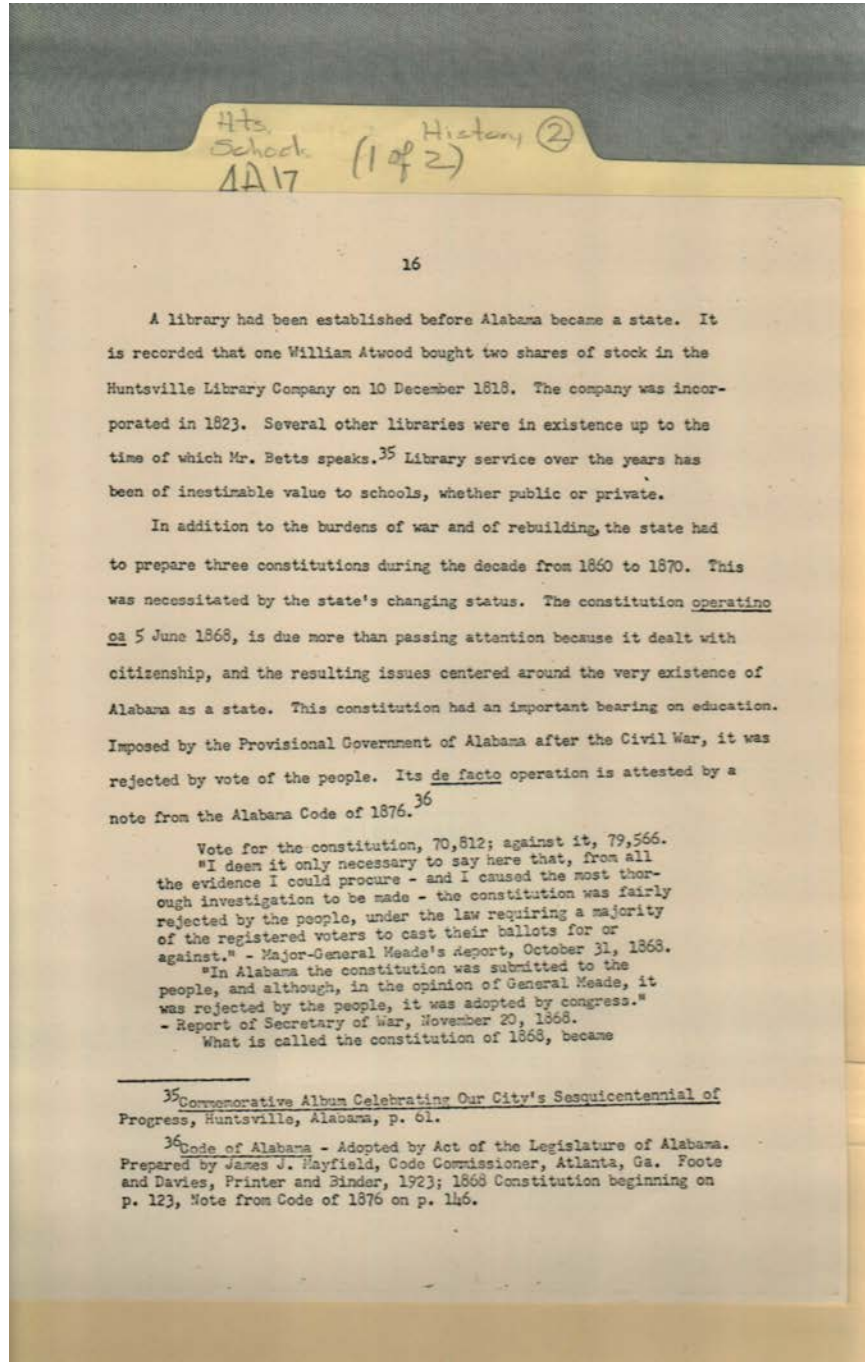 Hts. History ②
School (1 of 2)
4A17
16
A library had been established before Alabama became a state. It
is recorded that one William Atwood bought two shares of stock in the
Huntsville Library Company on 10 December 1818. The company was incor-
porated in 1823. Several other libraries were in existence up to the
time of which Mr. Betts speaks.35 Library service over the years has
been of inestimable value to schools, whether public or private.
In addition to the burdens of war and of rebuilding, the state had
to prepare three constitutions during the decade from 1860 to 1870. This
was necessitated by the state's changing status. The constitution operatino
oa 5 June 1868, is due more than passing attention because it dealt with
citizenship, and the resulting issues centered around the very existence of
Alabama as a state. This constitution had an important bearing on education.
Imposed by the Provisional Government of Alabama after the Civil War, it was
rejected by vote of the people. Its de facto operation is attested by a
note from the Alabama Code of 1876.36
Vote for the constitution, 70,812; against it, 79,566.
"I deem it only necessary to say here that, from all
the evidence I could procure - and I caused the most thor-
ough investigation to be made - the constitution was fairly
rejected by the people, under the law requiring a majority
of the registered voters to cast their ballots for or
against." - Major-General Meade's Report, October 31, 1868.
"In Alabama the constitution was submitted to the
people, and although, in the opinion of General Meade, it
was rejected by the people, it was adopted by congress."
- Report of Secretary of War, November 20, 1868.
What is called the constitution of 1868, became
35Commemorative Album Celebrating Our City's Sesquicentennial of
Progress, Huntsville, Alabama, p. 61.
36Code of Alabama - Adopted by Act of the Legislature of Alabama.
Prepared by James J. Mayfield, Code Commissioner, Atlanta, Ga. Foote
and Davies, Printer and Binder, 1923; 1868 Constitution beginning on
p. 123, Note from Code of 1876 on p. 146.